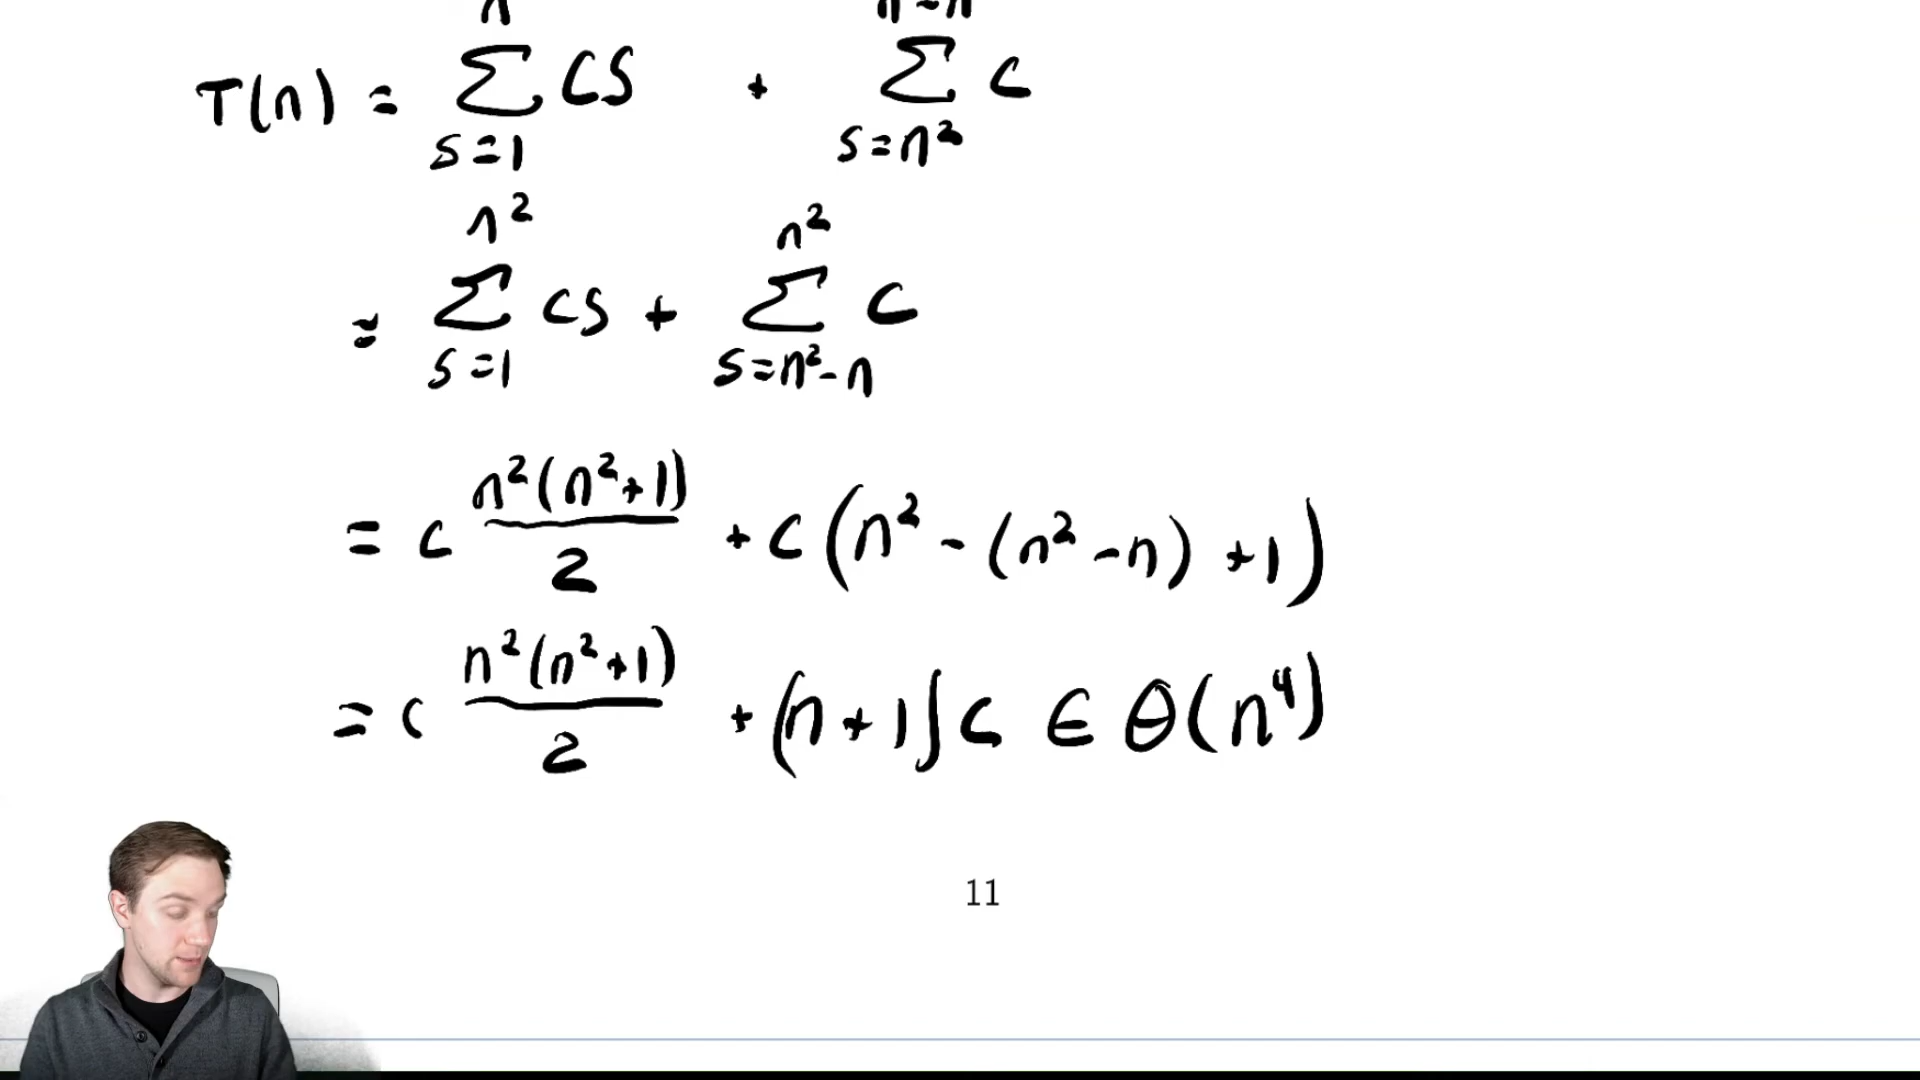 n n²-n
T(n) = Σ cs + Σ c
s=1 s=n²
n² n²
= Σ cs + Σ c
s=1 s=n²-n
= c n²(n²+1)/2 + c(n² - (n² -n) +1)
= c n²(n²+1)/2 + (n+1)c ∈ θ(n⁴)
11